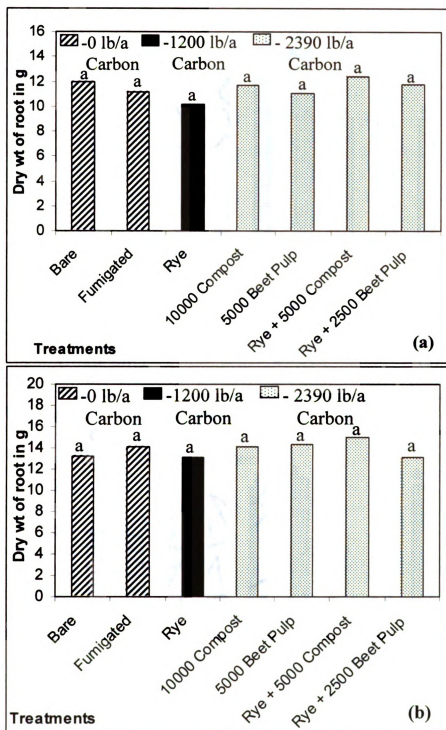 16
14
12
10
8
6
4
2
0
Dry wt of root in g
-0 lb/a -1200 lb/a - 2390 lb/a
Carbon Carbon Carbon
a a a a a a a
Bare
Fumigated
Rye
10000 Compost
5000 Beet Pulp
Rye + 5000 Compost
Rye + 2500 Beet Pulp
Treatments
(a)
20
18
16
14
12
10
8
6
4
2
0
Dry wt of root in g
-0 lb/a -1200 lb/a - 2390 lb/a
Carbon Carbon Carbon
a a a a a a a
Bare
Fumigated
Rye
10000 Compost
5000 Beet Pulp
Rye + 5000 Compost
Rye + 2500 Beet Pulp
Treatments
(b)